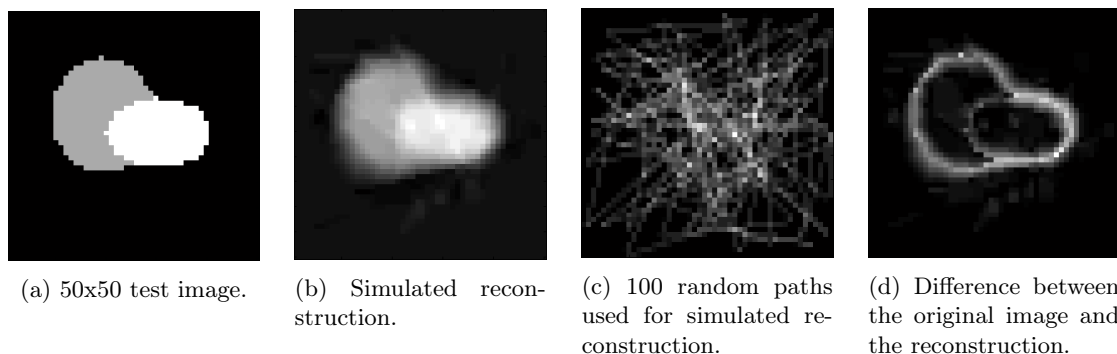 (a) 50x50 test image.
(b) Simulated recon-
struction.
(c) 100 random paths
used for simulated re-
construction.
(d) Difference between
the original image and
the reconstruction.